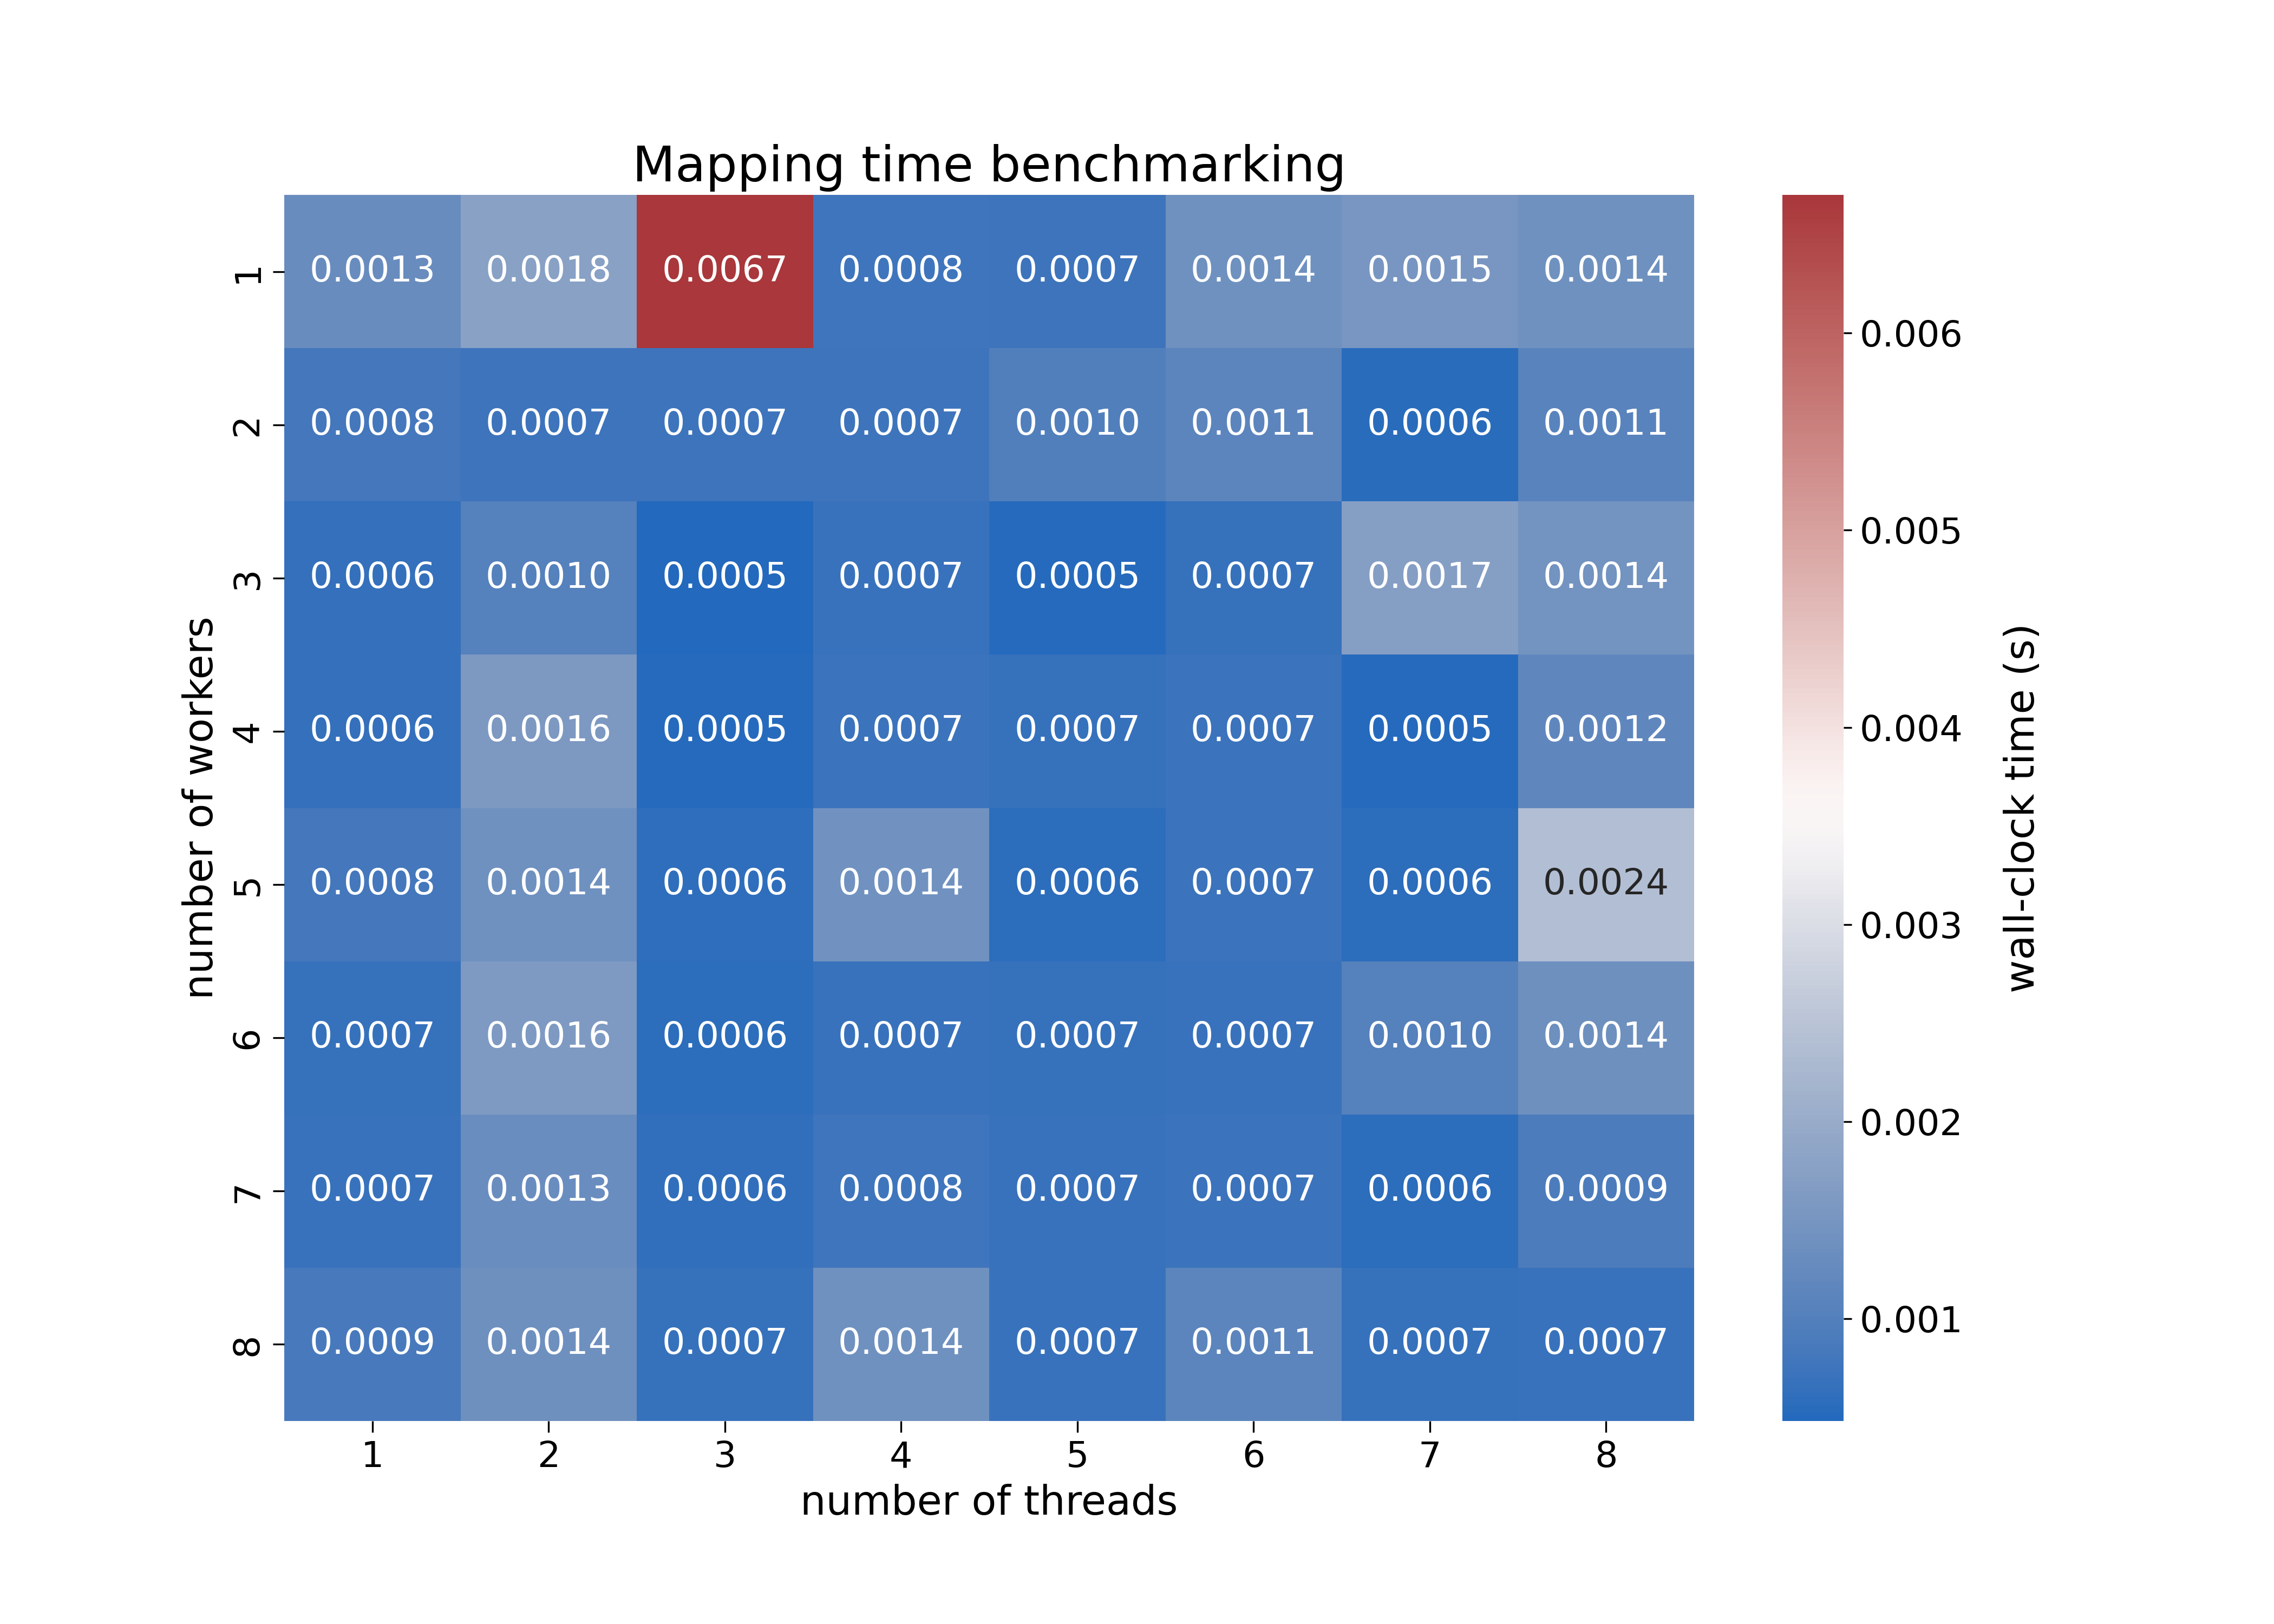 Mapping time benchmarking
1 0.0013 0.0018 0.0067 0.0008 0.0007 0.0014 0.0015 0.0014
2 0.0008 0.0007 0.0007 0.0007 0.0010 0.0011 0.0006 0.0011
3 0.0006 0.0010 0.0005 0.0007 0.0005 0.0007 0.0017 0.0014
4 0.0006 0.0016 0.0005 0.0007 0.0007 0.0007 0.0005 0.0012
5 0.0008 0.0014 0.0006 0.0014 0.0006 0.0007 0.0006 0.0024
6 0.0007 0.0016 0.0006 0.0007 0.0007 0.0007 0.0010 0.0014
7 0.0007 0.0013 0.0006 0.0008 0.0007 0.0007 0.0006 0.0009
8 0.0009 0.0014 0.0007 0.0014 0.0007 0.0011 0.0007 0.0007
1 2 3 4 5 6 7 8
number of threads
number of workers
0.006
0.005
0.004
0.003
0.002
0.001
wall-clock time (s)